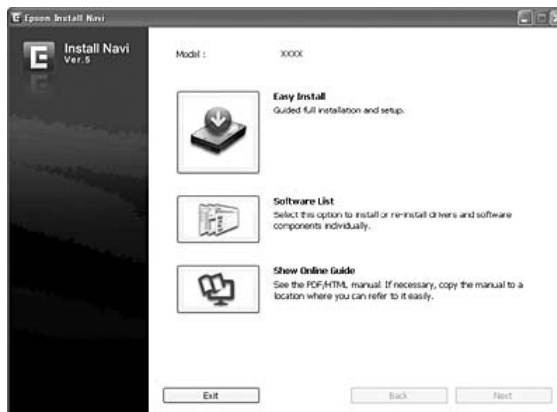 Epson Install Navi
E Install Navi
Ver.5
Model : XXXX
Easy Install
Guided full installation and setup.
Software List
Select this option to install or re-install drivers and software
components individually.
Show Online Guide
See the PDF/HTML manual. If necessary, copy the manual to a
location where you can refer to it easily.
Exit
Back
Next